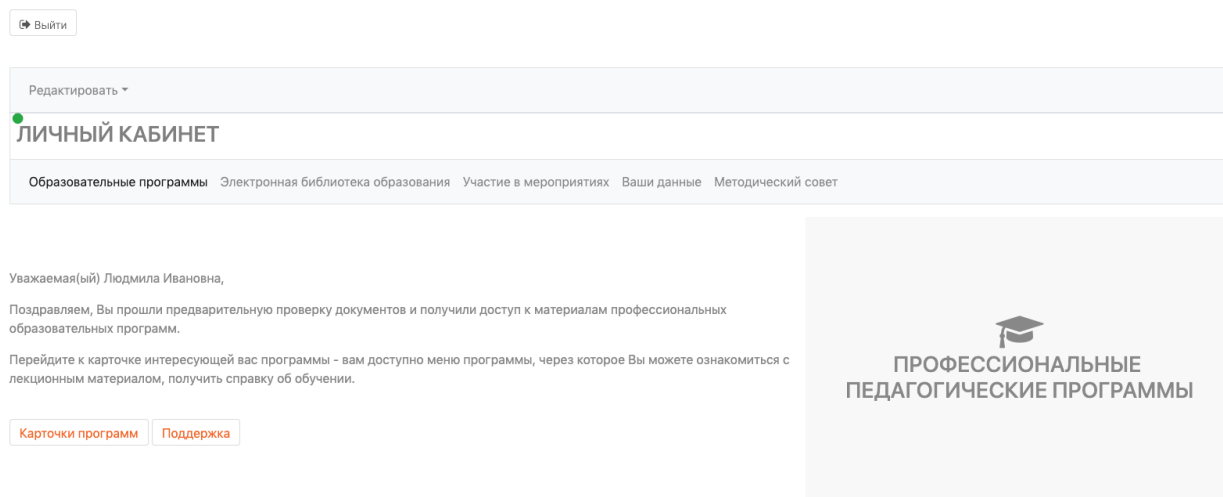 Выйти
Редактировать
ЛИЧНЫЙ КАБИНЕТ
Образовательные программы Электронная библиотека образования Участие в мероприятиях Ваши данные Методический совет
Уважаемая(ый) Людмила Ивановна,
Поздравляем, Вы прошли предварительную проверку документов и получили доступ к материалам профессиональных
образовательных программ.
Перейдите к карточке интересующей вас программы - вам доступно меню программы, через которое Вы можете ознакомиться с
лекционным материалом, получить справку об обучении.
Карточки программ Поддержка
ПРОФЕССИОНАЛЬНЫЕ
ПЕДАГОГИЧЕСКИЕ ПРОГРАММЫ